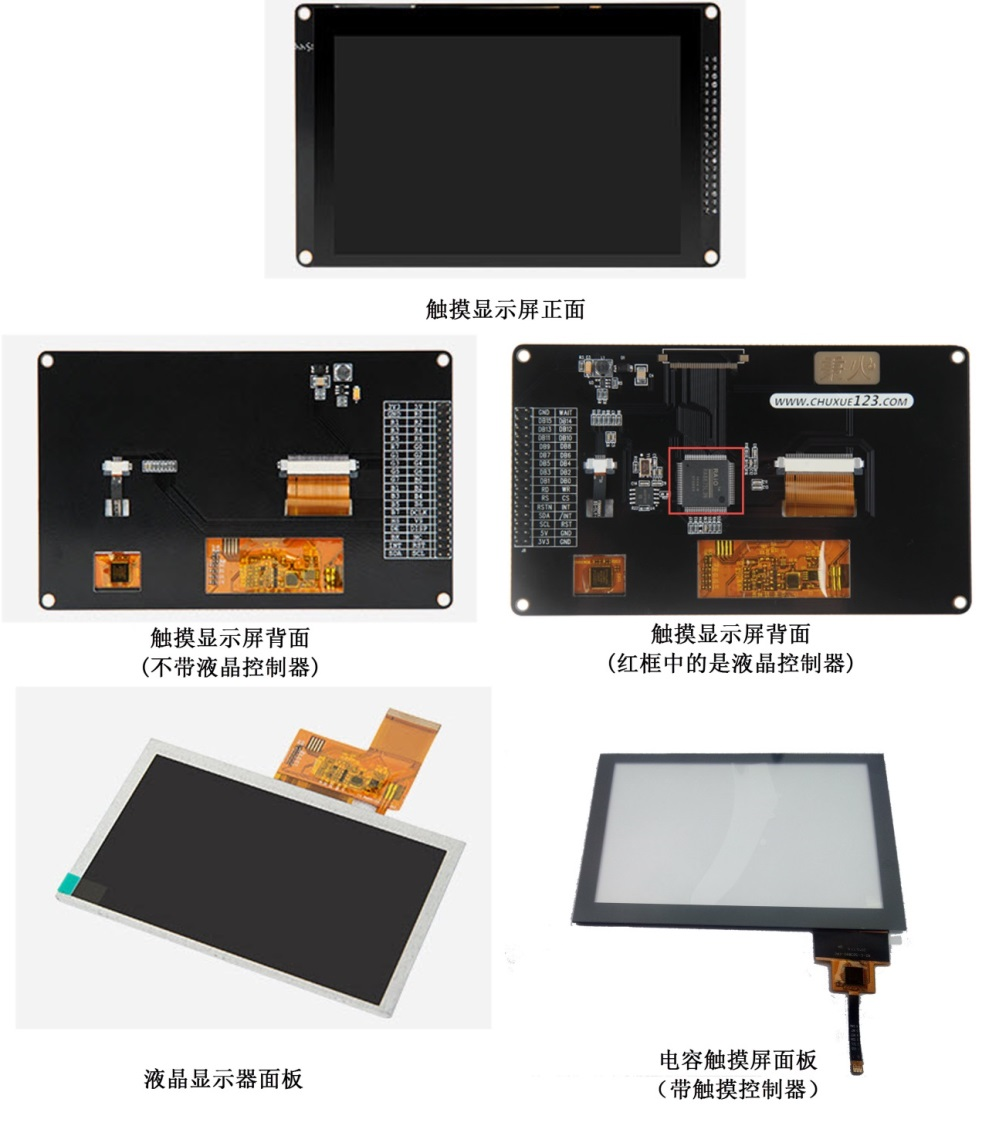 触摸显示屏正面
WWW.CHUXUE123.COM
GND WAIT
DB15 DB14
DB13 DB12
DB11 DB10
DB9 DB8
DB7 DB6
DB5 DB4
DB3 DB2
DB1 DB0
RD WR
RS CS
RSTN INT
SDA /INT
SCL RST
5V GND
3V3 GND
触摸显示屏背面
(不带液晶控制器)
触摸显示屏背面
(红框中的是液晶控制器)
液晶显示器面板
电容触摸屏面板
（带触摸控制器）